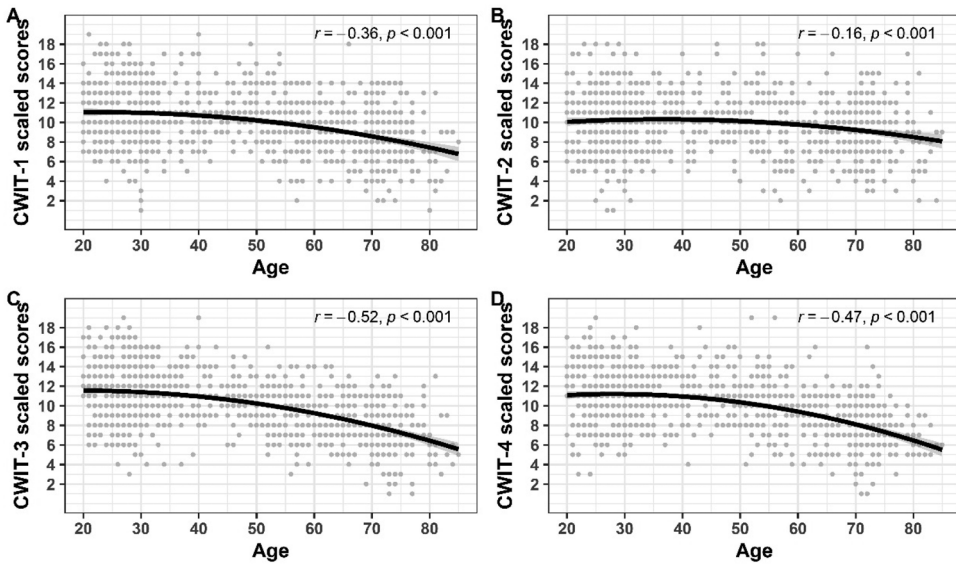 A
CWIT-1 scaled scores
r = −0.36, p < 0.001
18
16
14
12
10
8
6
4
2
20 30 40 50 60 70 80
Age
B
CWIT-2 scaled scores
r = −0.16, p < 0.001
18
16
14
12
10
8
6
4
2
20 30 40 50 60 70 80
Age
C
CWIT-3 scaled scores
r = −0.52, p < 0.001
18
16
14
12
10
8
6
4
2
20 30 40 50 60 70 80
Age
D
CWIT-4 scaled scores
r = −0.47, p < 0.001
18
16
14
12
10
8
6
4
2
20 30 40 50 60 70 80
Age